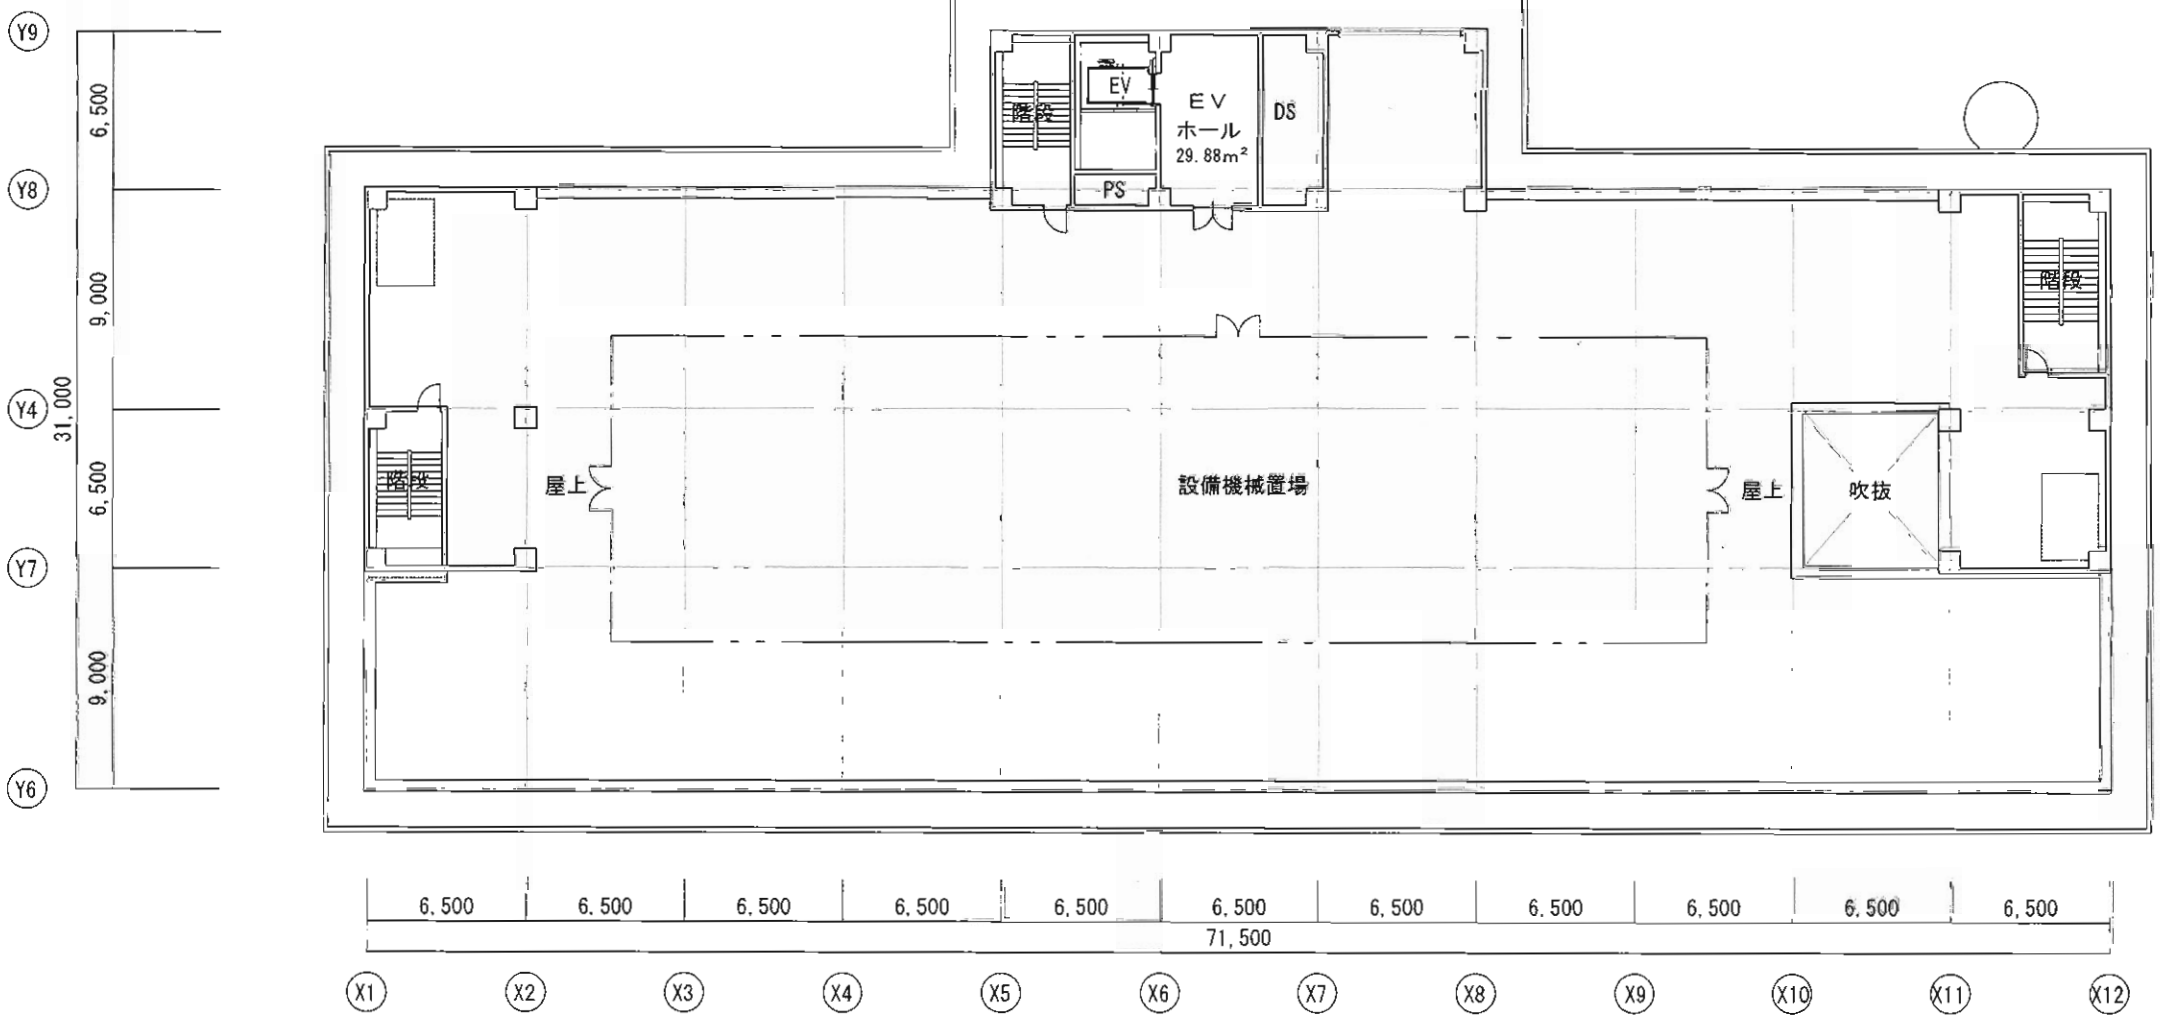 Y9
6,500
階段
EV
EV
ホール
29.88m²
DS
PS
Y8
9,000
階段
31,000
Y4
6,500
階段
屋上
設備機械置場
屋上
吹抜
Y7
9,000
Y6
6,500 6,500 6,500 6,500 6,500 6,500 6,500 6,500 6,500 6,500 6,500
71,500
X1 X2 X3 X4 X5 X6 X7 X8 X9 X10 X11 X12